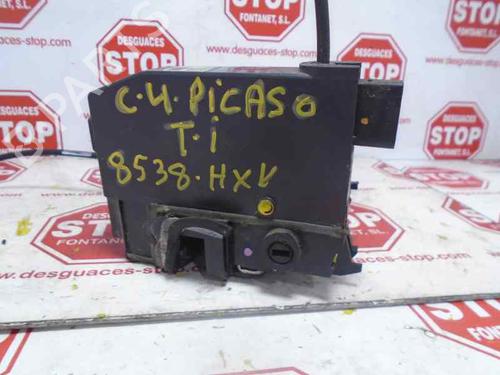 DESGUACES
STOP
FONTANET, S.L.
www.desguaces-stop.com
C.4.PICASO
T.i
8538.HXV